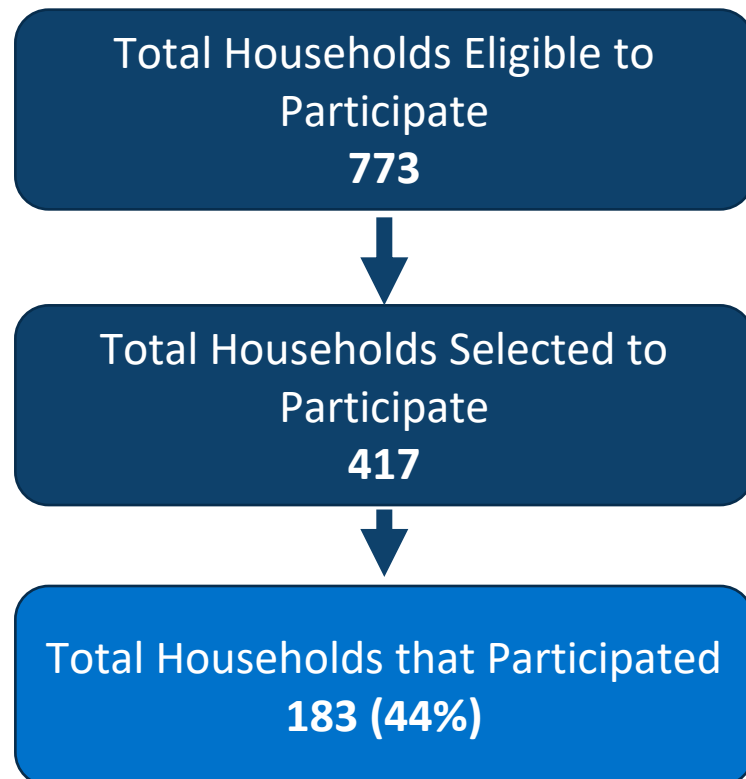 Total Households Eligible to
Participate
773
Total Households Selected to
Participate
417
Total Households that Participated
183 (44%)